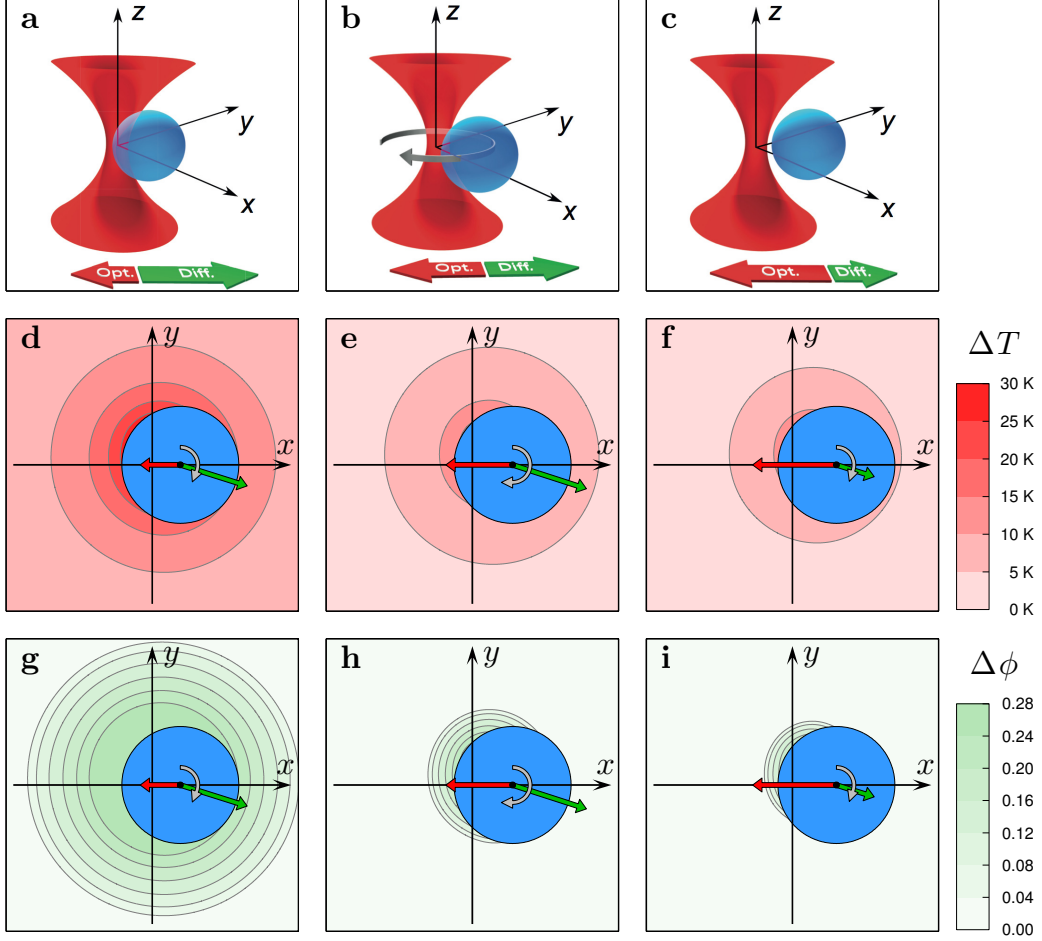 a
z
y
x
Opt. Diff.
b
z
y
x
Opt. Diff.
c
z
y
x
Opt. Diff.
d
y
x
e
y
x
f
y
x
ΔT
30 K
25 K
20 K
15 K
10 K
5 K
0 K
g
y
x
h
y
x
i
y
x
Δϕ
0.28
0.24
0.20
0.16
0.12
0.08
0.04
0.00